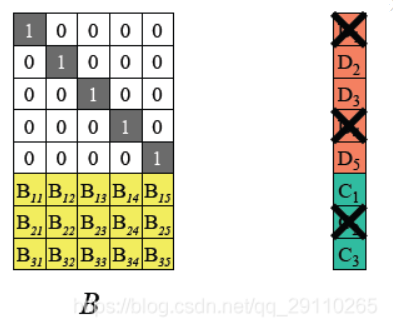 1 0 0 0 0
0 1 0 0 0 D2
0 0 1 0 0 D3
0 0 0 1 0
0 0 0 0 1 D5
B11 B12 B13 B14 B15 C1
B21 B22 B23 B24 B25
B31 B32 B33 B34 B35 C3
B
https://blog.csdn.net/qq_29110265